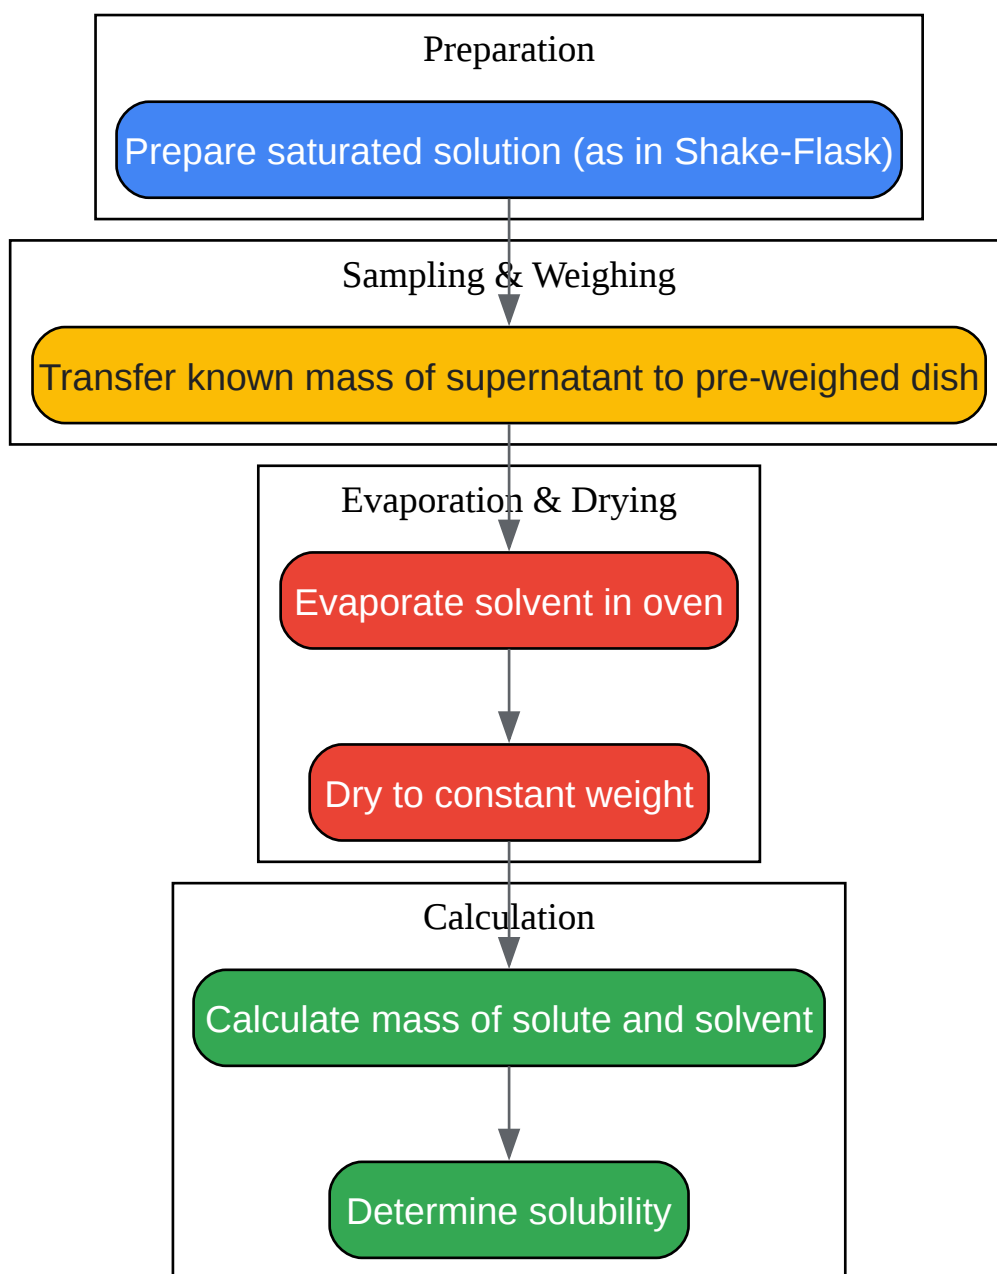 Preparation
Prepare saturated solution (as in Shake-Flask)
Sampling & Weighing
Transfer known mass of supernatant to pre-weighed dish
Evaporation & Drying
Evaporate solvent in oven
Dry to constant weight
Calculation
Calculate mass of solute and solvent
Determine solubility